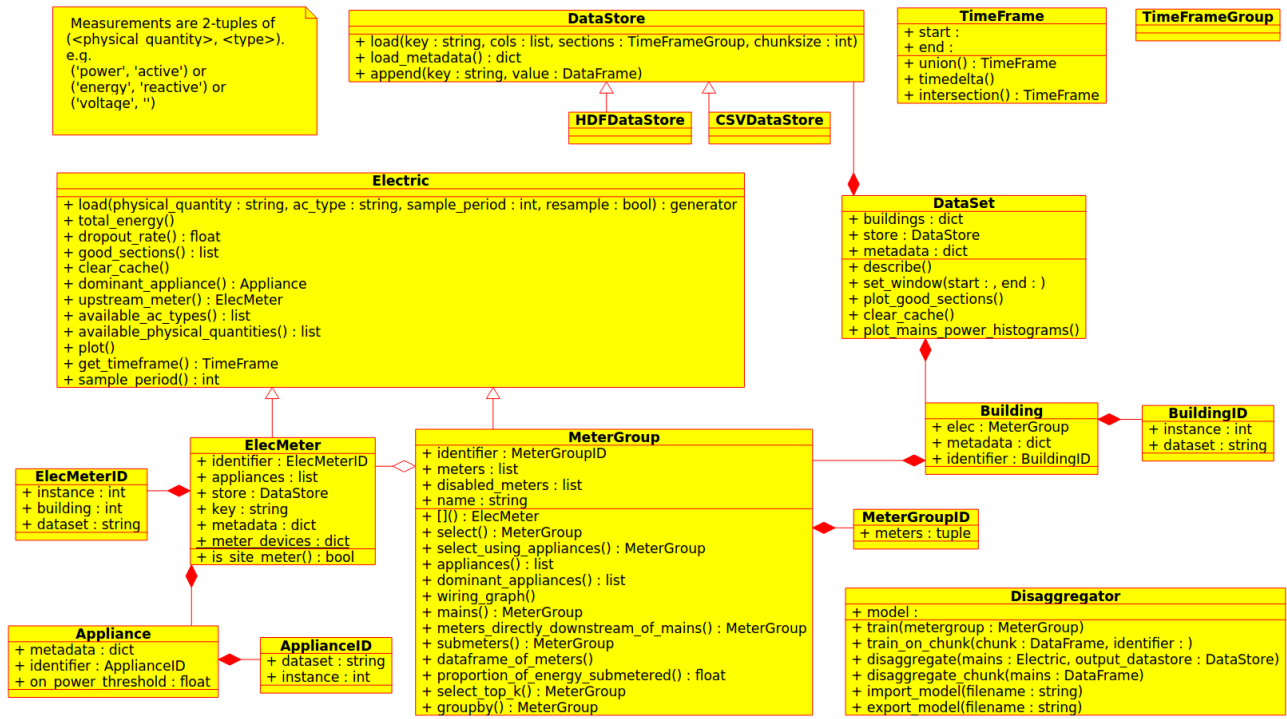 Measurements are 2-tuples of
(<physical_quantity>, <type>).
e.g.
('power', 'active') or
('energy', 'reactive') or
('voltage', '')
DataStore
+ load(key : string, cols : list, sections : TimeFrameGroup, chunksize : int)
+ load_metadata() : dict
+ append(key : string, value : DataFrame)
TimeFrame
+ start :
+ end :
+ union() : TimeFrame
+ timedelta()
+ intersection() : TimeFrame
TimeFrameGroup
HDFDataStore
CSVDataStore
Electric
+ load(physical_quantity : string, ac_type : string, sample_period : int, resample : bool) : generator
+ total_energy()
+ dropout_rate() : float
+ good_sections() : list
+ clear_cache()
+ dominant_appliance() : Appliance
+ upstream_meter() : ElecMeter
+ available_ac_types() : list
+ available_physical_quantities() : list
+ plot()
+ get_timeframe() : TimeFrame
+ sample_period() : int
DataSet
+ buildings : dict
+ store : DataStore
+ metadata : dict
+ describe()
+ set_window(start : , end : )
+ plot_good_sections()
+ clear_cache()
+ plot_mains_power_histograms()
Building
+ elec : MeterGroup
+ metadata : dict
+ identifier : BuildingID
BuildingID
+ instance : int
+ dataset : string
ElecMeterID
+ instance : int
+ building : int
+ dataset : string
ElecMeter
+ identifier : ElecMeterID
+ appliances : list
+ store : DataStore
+ key : string
+ metadata : dict
+ meter_devices : dict
+ is_site_meter() : bool
MeterGroup
+ identifier : MeterGroupID
+ meters : list
+ disabled_meters : list
+ name : string
+ []() : ElecMeter
+ select() : MeterGroup
+ select_using_appliances() : MeterGroup
+ appliances() : list
+ dominant_appliances() : list
+ wiring_graph()
+ mains() : MeterGroup
+ meters_directly_downstream_of_mains() : MeterGroup
+ submeters() : MeterGroup
+ dataframe_of_meters()
+ proportion_of_energy_submetered() : float
+ select_top_k() : MeterGroup
+ groupby() : MeterGroup
MeterGroupID
+ meters : tuple
Appliance
+ metadata : dict
+ identifier : ApplianceID
+ on_power_threshold : float
ApplianceID
+ dataset : string
+ instance : int
Disaggregator
+ model :
+ train(metergroup : MeterGroup)
+ train_on_chunk(chunk : DataFrame, identifier : )
+ disaggregate(mains : Electric, output_datastore : DataStore)
+ disaggregate_chunk(mains : DataFrame)
+ import_model(filename : string)
+ export_model(filename : string)